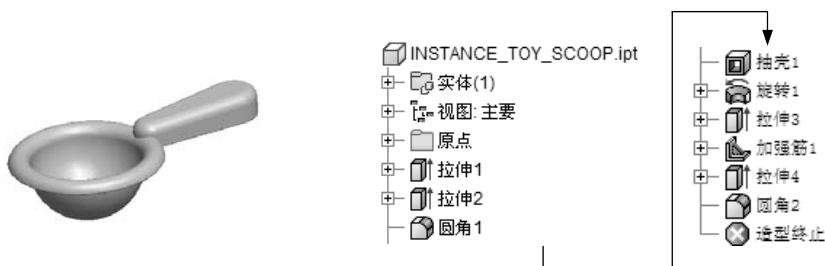 INSTANCE_TOY_SCOOP.ipt
实体(1)
视图: 主要
原点
拉伸1
拉伸2
圆角1
抽壳1
旋转1
拉伸3
加强筋1
拉伸4
圆角2
造型终止